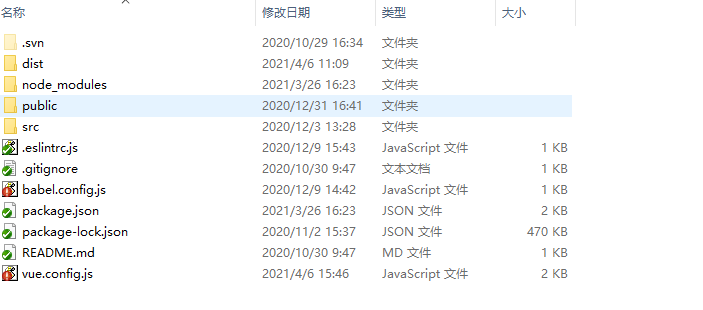 名称 修改日期 类型 大小
.svn 2020/10/29 16:34 文件夹
dist 2021/4/6 11:09 文件夹
node_modules 2021/3/26 16:23 文件夹
public 2020/12/31 16:41 文件夹
src 2020/12/3 13:28 文件夹
.eslintrc.js 2020/12/9 15:43 JavaScript 文件 1 KB
.gitignore 2020/10/30 9:47 文本文档 1 KB
babel.config.js 2020/12/9 14:42 JavaScript 文件 1 KB
package.json 2021/3/26 16:23 JSON 文件 2 KB
package-lock.json 2020/11/2 15:37 JSON 文件 470 KB
README.md 2020/10/30 9:47 MD 文件 1 KB
vue.config.js 2021/4/6 15:46 JavaScript 文件 2 KB